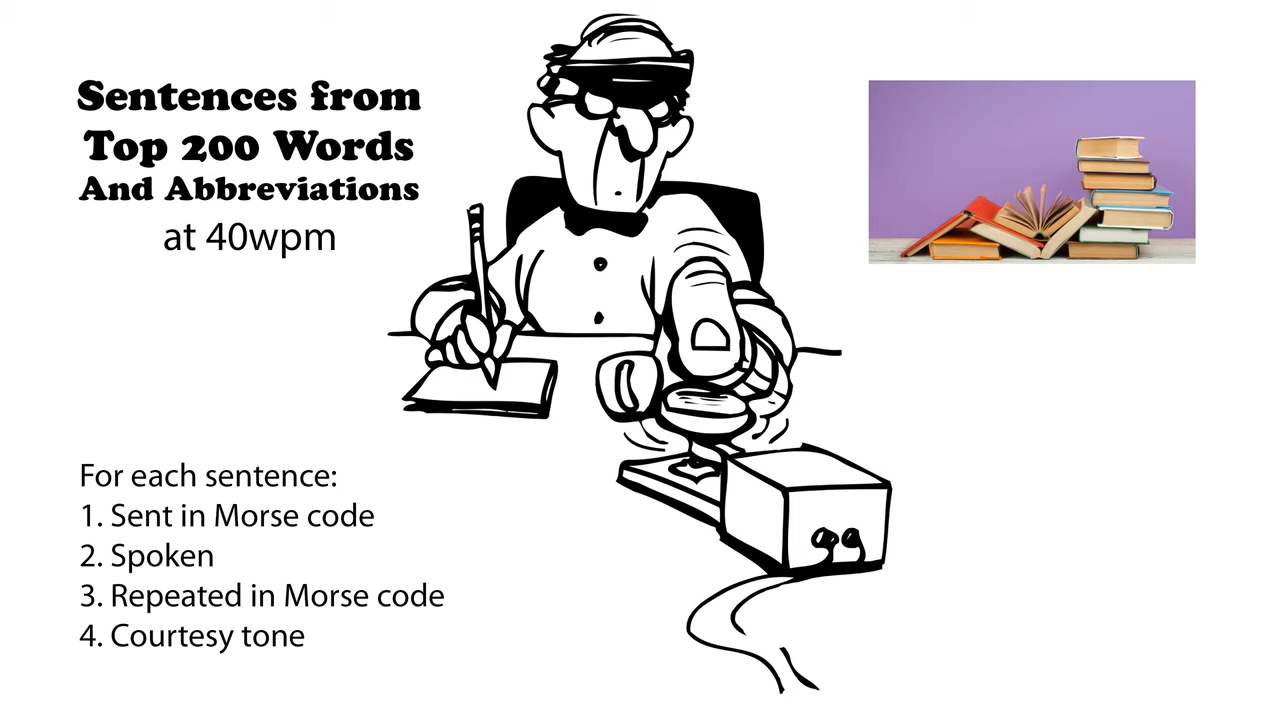 Sentences from
Top 200 Words
And Abbreviations
at 40wpm
For each sentence:
1. Sent in Morse code
2. Spoken
3. Repeated in Morse code
4. Courtesy tone